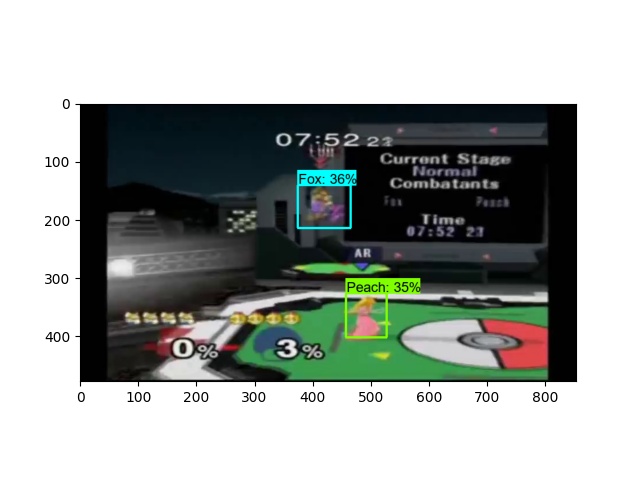 0
100
200
300
400
0 100 200 300 400 500 600 700 800
07:52 23
Fox: 36%
Current Stage
Normal
Combatants
Fox Peach
Time
07:52 23
AR
Peach: 35%
0%
3%